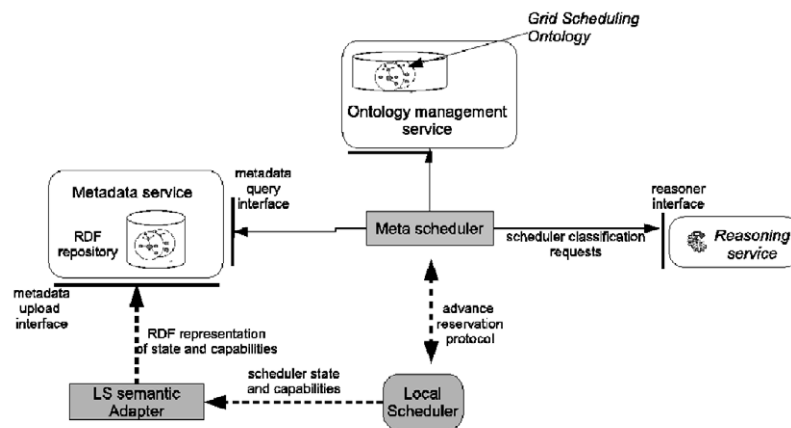 Grid Scheduling
Ontology
Ontology management
service
metadata
query
interface
Metadata service
RDF
repository
reasoner
interface
Meta scheduler
scheduler classification
requests
Reasoning
service
metadata
upload
interface
RDF representation
of state and capabilities
advance
reservation
protocol
scheduler state
and capabilities
LS semantic
Adapter
Local
Scheduler